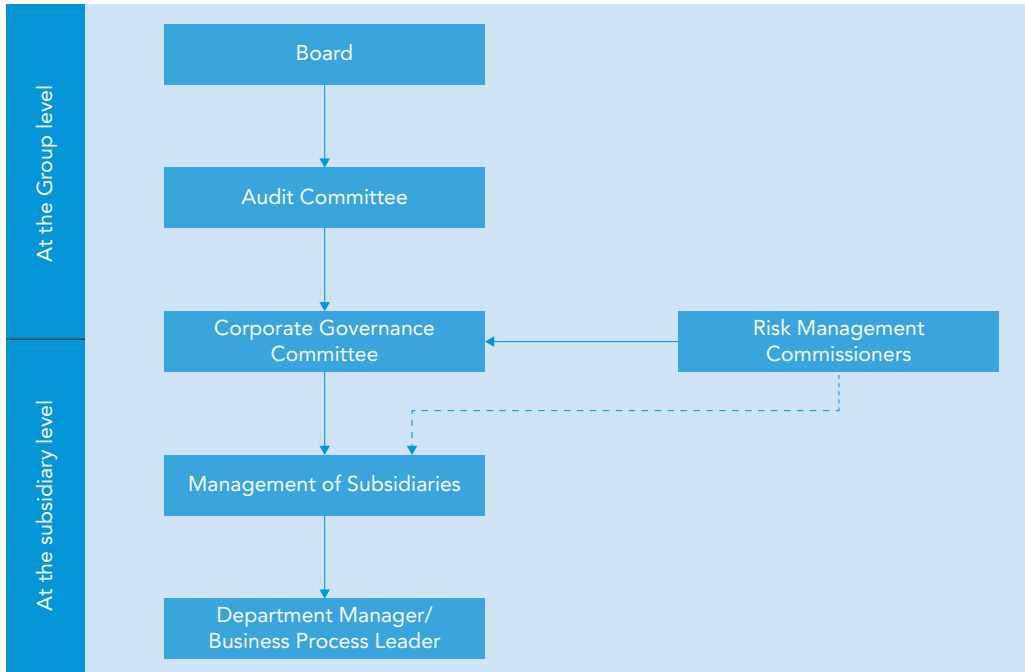 At the Group level
Board
Audit Committee
Corporate Governance
Committee
Risk Management
Commissioners
At the subsidiary level
Management of Subsidiaries
Department Manager/
Business Process Leader